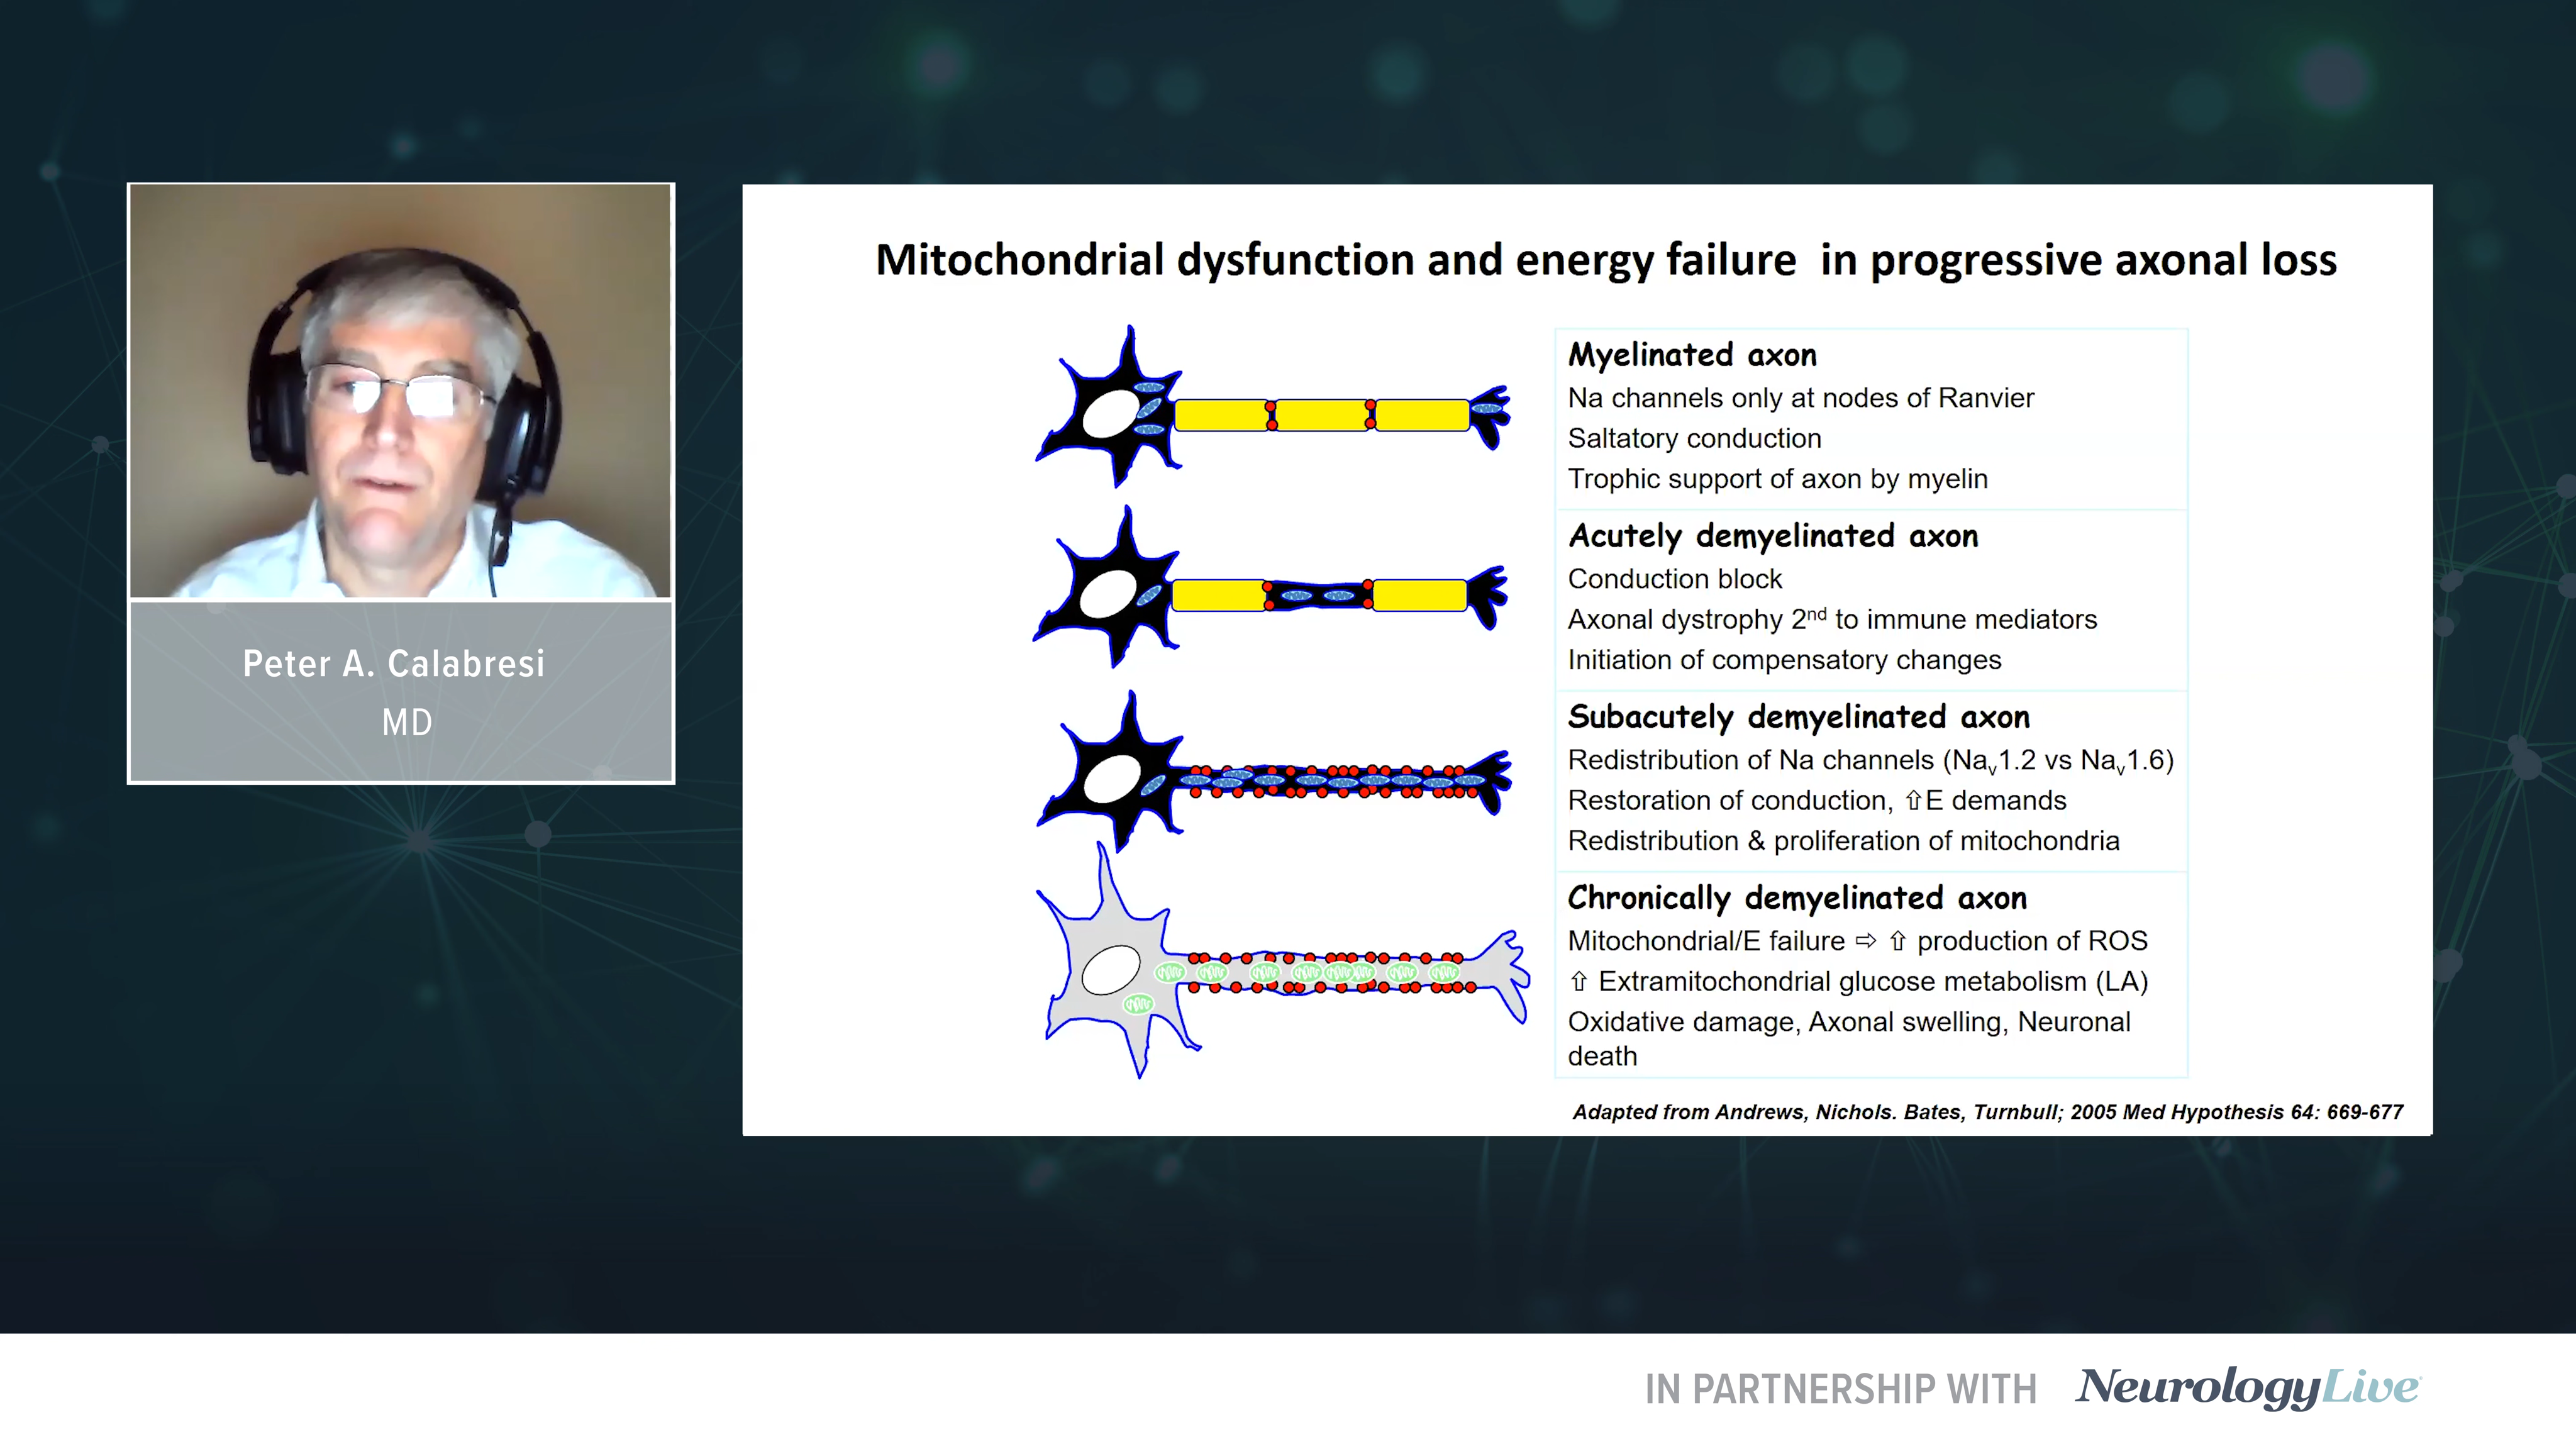 Mitochondrial dysfunction and energy failure  in progressive axonal loss
Myelinated axon
Na channels only at nodes of Ranvier
Saltatory conduction
Trophic support of axon by myelin
Acutely demyelinated axon
Conduction block
Axonal dystrophy 2nd to immune mediators
Initiation of compensatory changes
Subacutely demyelinated axon
Redistribution of Na channels (Nav1.2 vs Nav1.6)
Restoration of conduction, ⇧E demands
Redistribution & proliferation of mitochondria
Chronically demyelinated axon
Mitochondrial/E failure ⇨ ⇧ production of ROS
⇧ Extramitochondrial glucose metabolism (LA)
Oxidative damage, Axonal swelling, Neuronal
death
Adapted from Andrews, Nichols. Bates, Turnbull; 2005 Med Hypothesis 64: 669-677
Peter A. Calabresi
MD
IN PARTNERSHIP WITH NeurologyLive